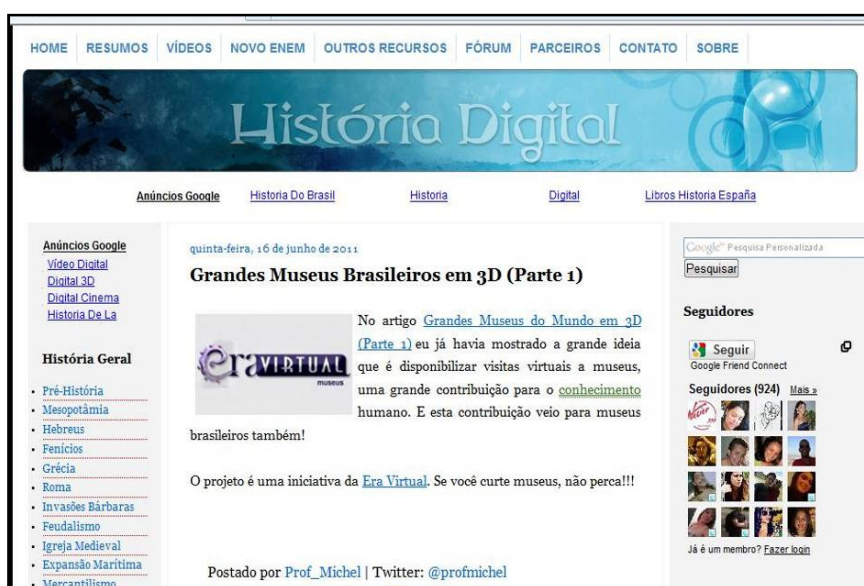 HOME RESUMOS VÍDEOS NOVO ENEM OUTROS RECURSOS FÓRUM PARCEIROS CONTATO SOBRE
História Digital
Anúncios Google Historia Do Brasil Historia Digital Libros Historia España
Anúncios Google
Vídeo Digital
Digital 3D
Digital Cinema
Historia De La
História Geral
Pré-História
Mesopotâmia
Hebreus
Fenícios
Grécia
Roma
Invasões Bárbaras
Feudalismo
Igreja Medieval
Expansão Marítima
Mercantilismo
quinta-feira, 16 de junho de 2011
Grandes Museus Brasileiros em 3D (Parte 1)
eraVIRTUAL
museus
No artigo Grandes Museus do Mundo em 3D
(Parte 1) eu já havia mostrado a grande ideia
que é disponibilizar visitas virtuais a museus,
uma grande contribuição para o conhecimento
humano. E esta contribuição veio para museus
brasileiros também!
O projeto é uma iniciativa da Era Virtual. Se você curte museus, não perca!!!
Postado por Prof_Michel | Twitter: @profmichel
Google™ Pesquisa Personalizada
Pesquisar
Seguidores
Seguir
Google Friend Connect
Seguidores (924) Mais »
Já é um membro? Fazer login